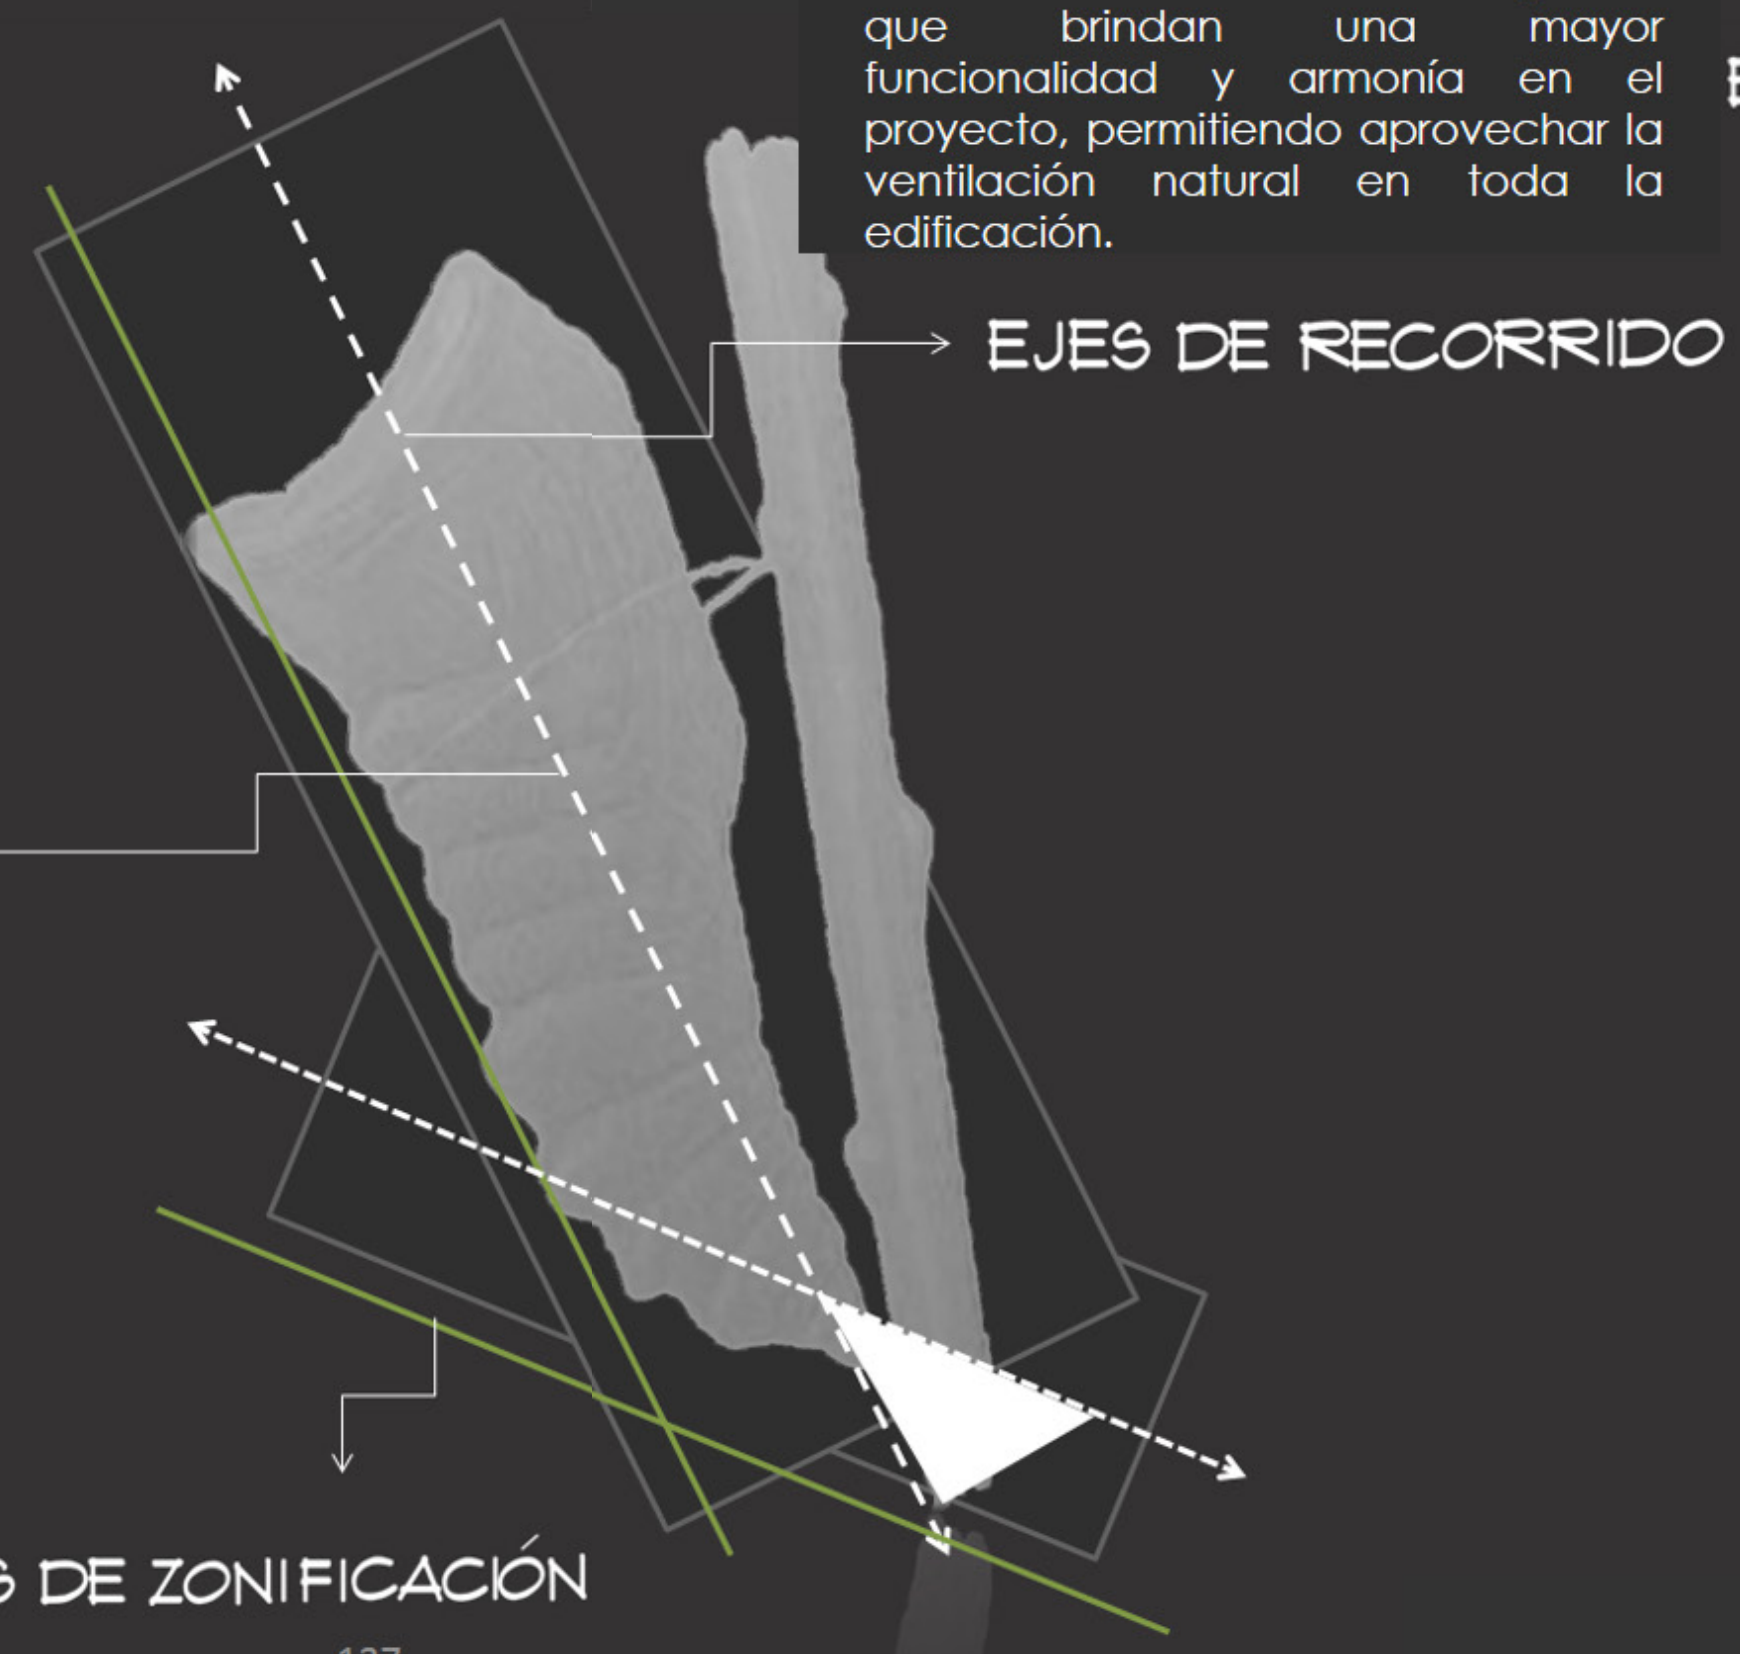 que brindan una mayor
funcionalidad y armonía en el
proyecto, permitiendo aprovechar la
ventilación natural en toda la
edificación.
EJES DE RECORRIDO
DE ZONIFICACIÓN